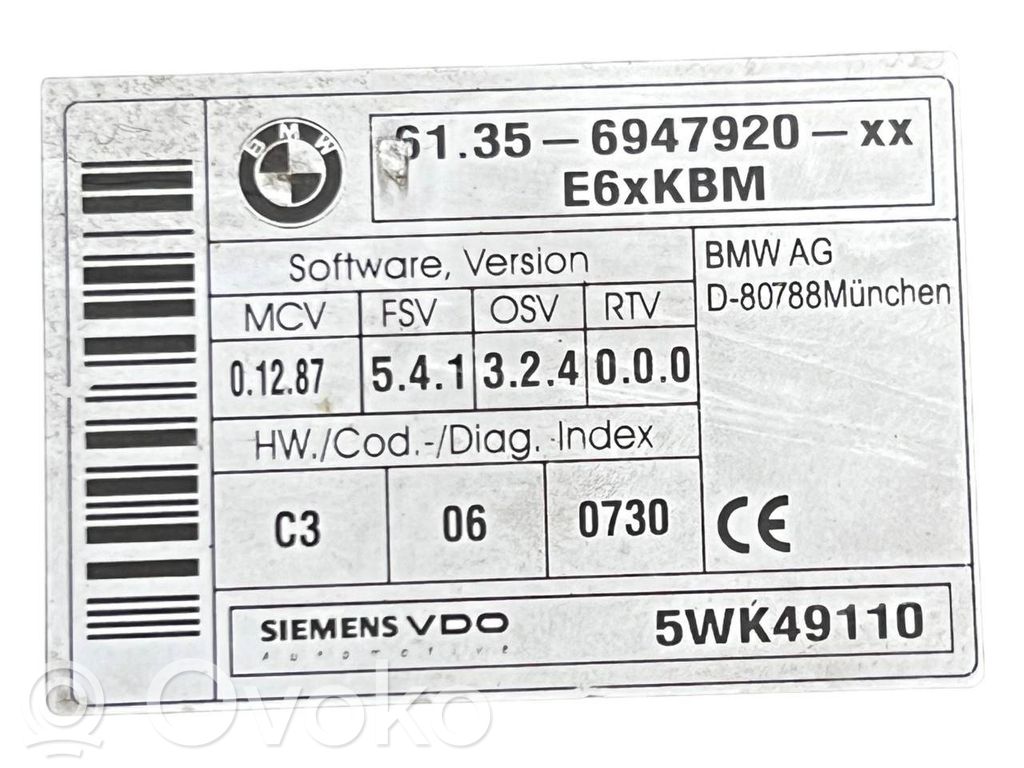 BMW
61.35-6947920-xx
E6xKBM
Software, Version
BMW AG
D-80788München
MCV FSV OSV RTV
0.12.87 5.4.1 3.2.4 0.0.0
HW./Cod.-/Diag.-Index
C3 06 0730
CE
SIEMENS VDO
Automotive
5WK49110
Ovoko